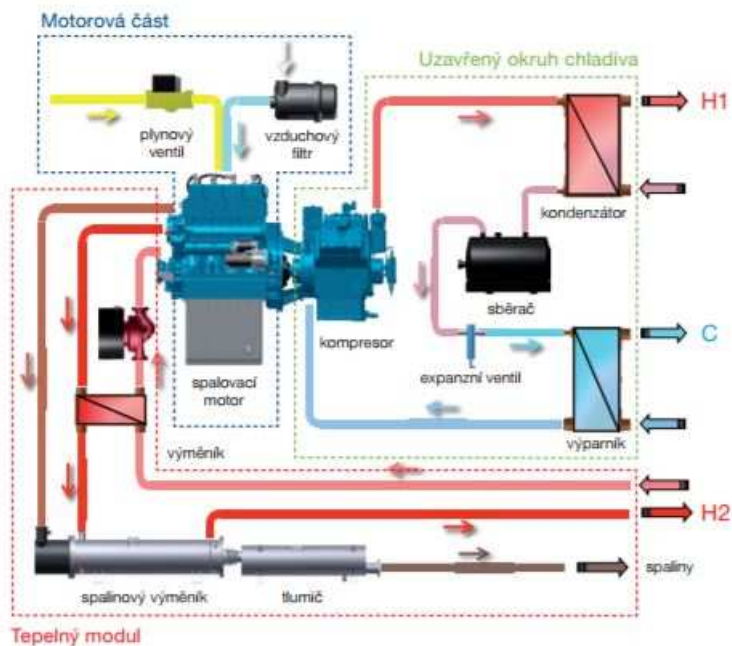 Motorová část
Uzavřený okruh chladiva
H1
plynový
ventil
vzduchový
filtr
kondenzátor
sběrač
kompresor
C
expanzní ventil
spalovací
motor
výparník
výměník
H2
spalinový výměník
tlumič
spaliny
Tepelný modul